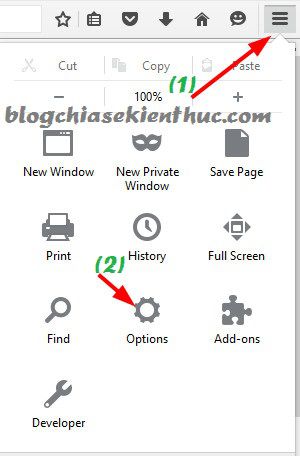 Cut Copy Paste
(1)
100%
blogchiasekienthuc.com
New Window New Private Window Save Page
Print History Full Screen
(2)
Find Options Add-ons
Developer